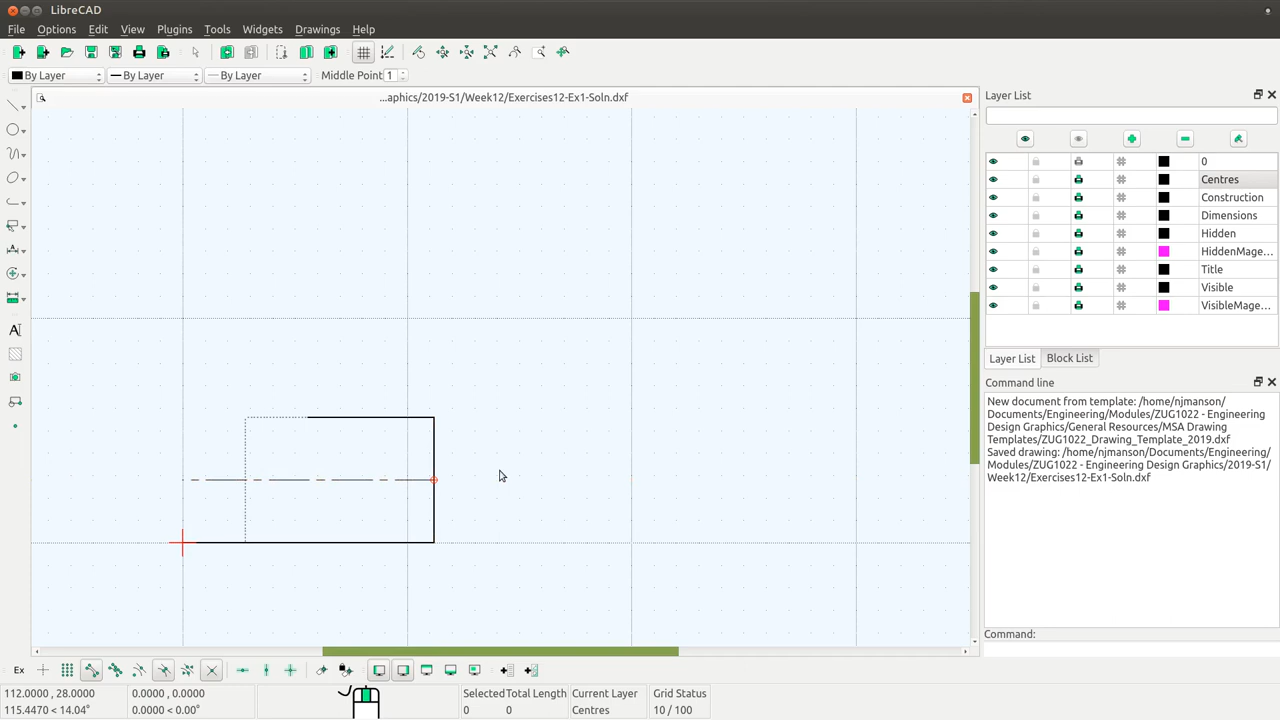 LibreCAD
File Options Edit View Plugins Tools Widgets Drawings Help
By Layer By Layer By Layer Middle Point 1
...aphics/2019-S1/Week12/Exercises12-Ex1-Soln.dxf
Layer List
0
Centres
Construction
Dimensions
Hidden
HiddenMage...
Title
Visible
VisibleMage...
Layer List Block List
Command line
New document from template: /home/njmanson/
Documents/Engineering/Modules/ZUG1022 - Engineering
Design Graphics/General Resources/MSA Drawing
Templates/ZUG1022_Drawing_Template_2019.dxf
Saved drawing: /home/njmanson/Documents/Engineering/
Modules/ZUG1022 - Engineering Design Graphics/2019-S1/
Week12/Exercises12-Ex1-Soln.dxf
Command:
Ex
112.0000 , 28.0000 0.0000 , 0.0000 Selected Total Length Current Layer Grid Status
115.4470 < 14.04° 0.0000 < 0.00° 0 0 Centres 10 / 100